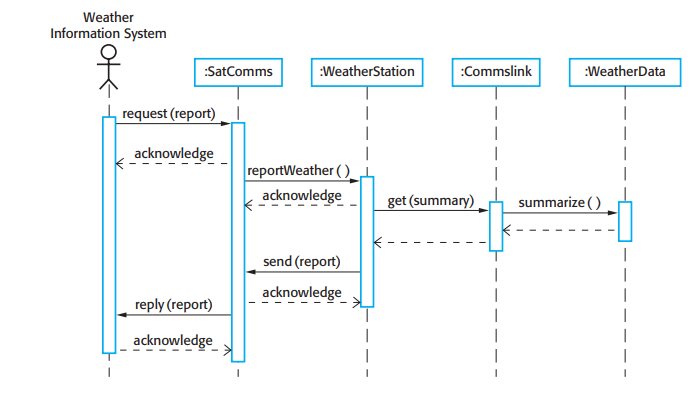 Weather
Information System
:SatComms
:WeatherStation
:Commslink
:WeatherData
request (report)
acknowledge
reportWeather ( )
acknowledge
get (summary)
summarize ( )
send (report)
acknowledge
reply (report)
acknowledge